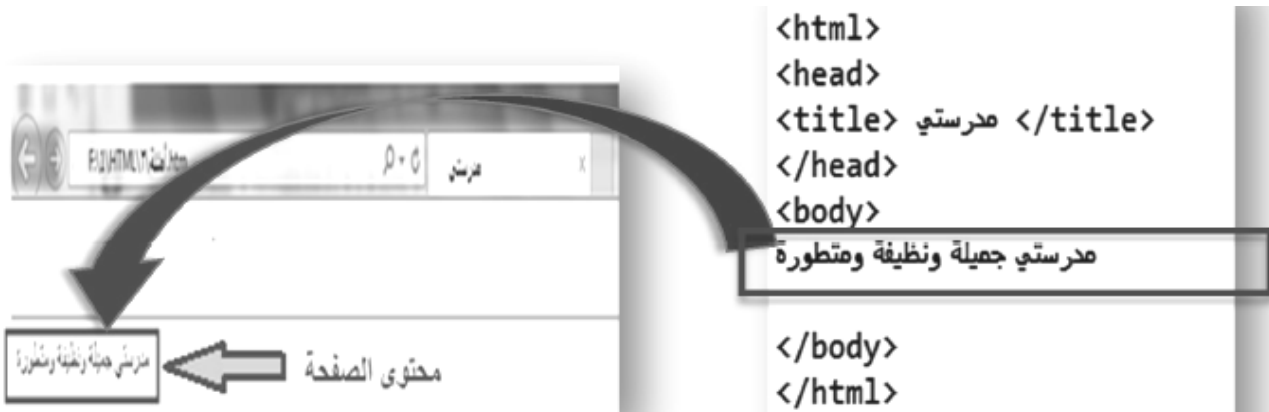 <html>
<head>
<title> مدرستي </title>
</head>
<body>
مدرستي جميلة ونظيفة ومتطورة
</body>
</html>
مدرستي
مدرستي جميلة ونظيفة ومتطورة
محتوى الصفحة